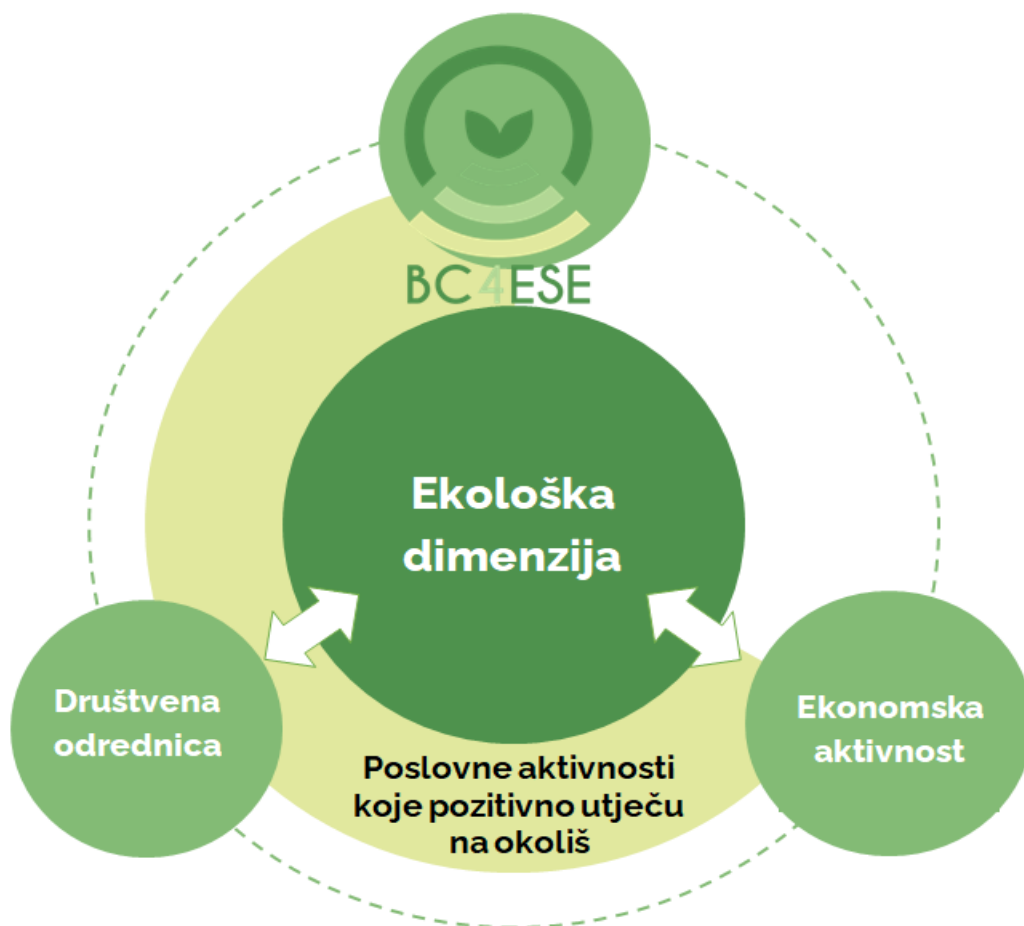 BC4ESE
Ekološka
dimenzija
Društvena
odrednica
Ekonomska
aktivnost
Poslovne aktivnosti
koje pozitivno utječu
na okoliš